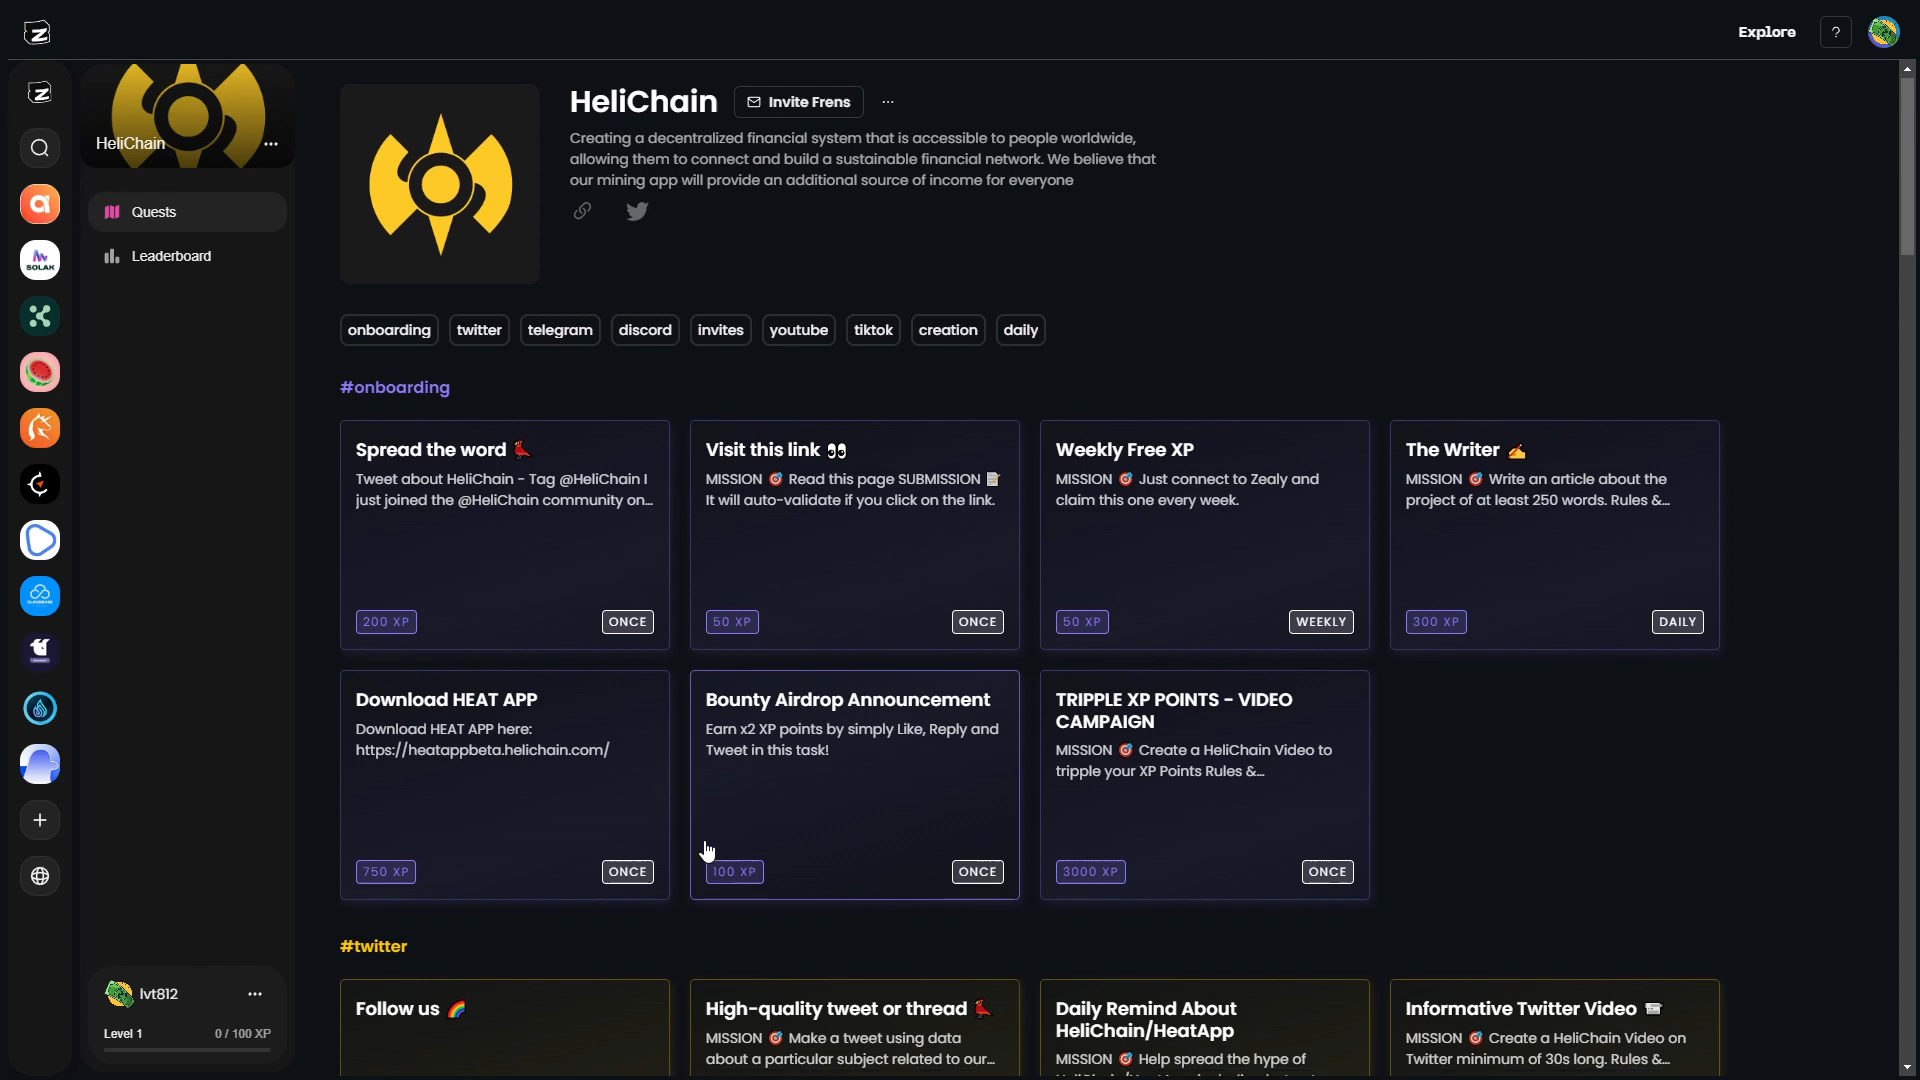 Explore
?
HeliChain
Quests
Leaderboard
SOLAK
HeliChain
Invite Frens
Creating a decentralized financial system that is accessible to people worldwide,
allowing them to connect and build a sustainable financial network. We believe that
our mining app will provide an additional source of income for everyone
onboarding
twitter
telegram
discord
invites
youtube
tiktok
creation
daily
#onboarding
Spread the word
Tweet about HeliChain - Tag @HeliChain I
just joined the @HeliChain community on...
200 XP
ONCE
Visit this link 👀
MISSION 🎯 Read this page SUBMISSION 📝
It will auto-validate if you click on the link.
50 XP
ONCE
Weekly Free XP
MISSION 🎯 Just connect to Zealy and
claim this one every week.
50 XP
WEEKLY
The Writer ✍️
MISSION 🎯 Write an article about the
project of at least 250 words. Rules &...
300 XP
DAILY
Download HEAT APP
Download HEAT APP here:
https://heatappbeta.helichain.com/
750 XP
ONCE
Bounty Airdrop Announcement
Earn x2 XP points by simply Like, Reply and
Tweet in this task!
100 XP
ONCE
TRIPPLE XP POINTS - VIDEO
CAMPAIGN
MISSION 🎯 Create a HeliChain Video to
tripple your XP Points Rules &...
3000 XP
ONCE
#twitter
Follow us 🌈
High-quality tweet or thread
MISSION 🎯 Make a tweet using data
about a particular subject related to our...
Daily Remind About
HeliChain/HeatApp
MISSION 🎯 Help spread the hype of
Informative Twitter Video
MISSION 🎯 Create a HeliChain Video on
Twitter minimum of 30s long. Rules &...
lvt812
Level 1
0 / 100 XP